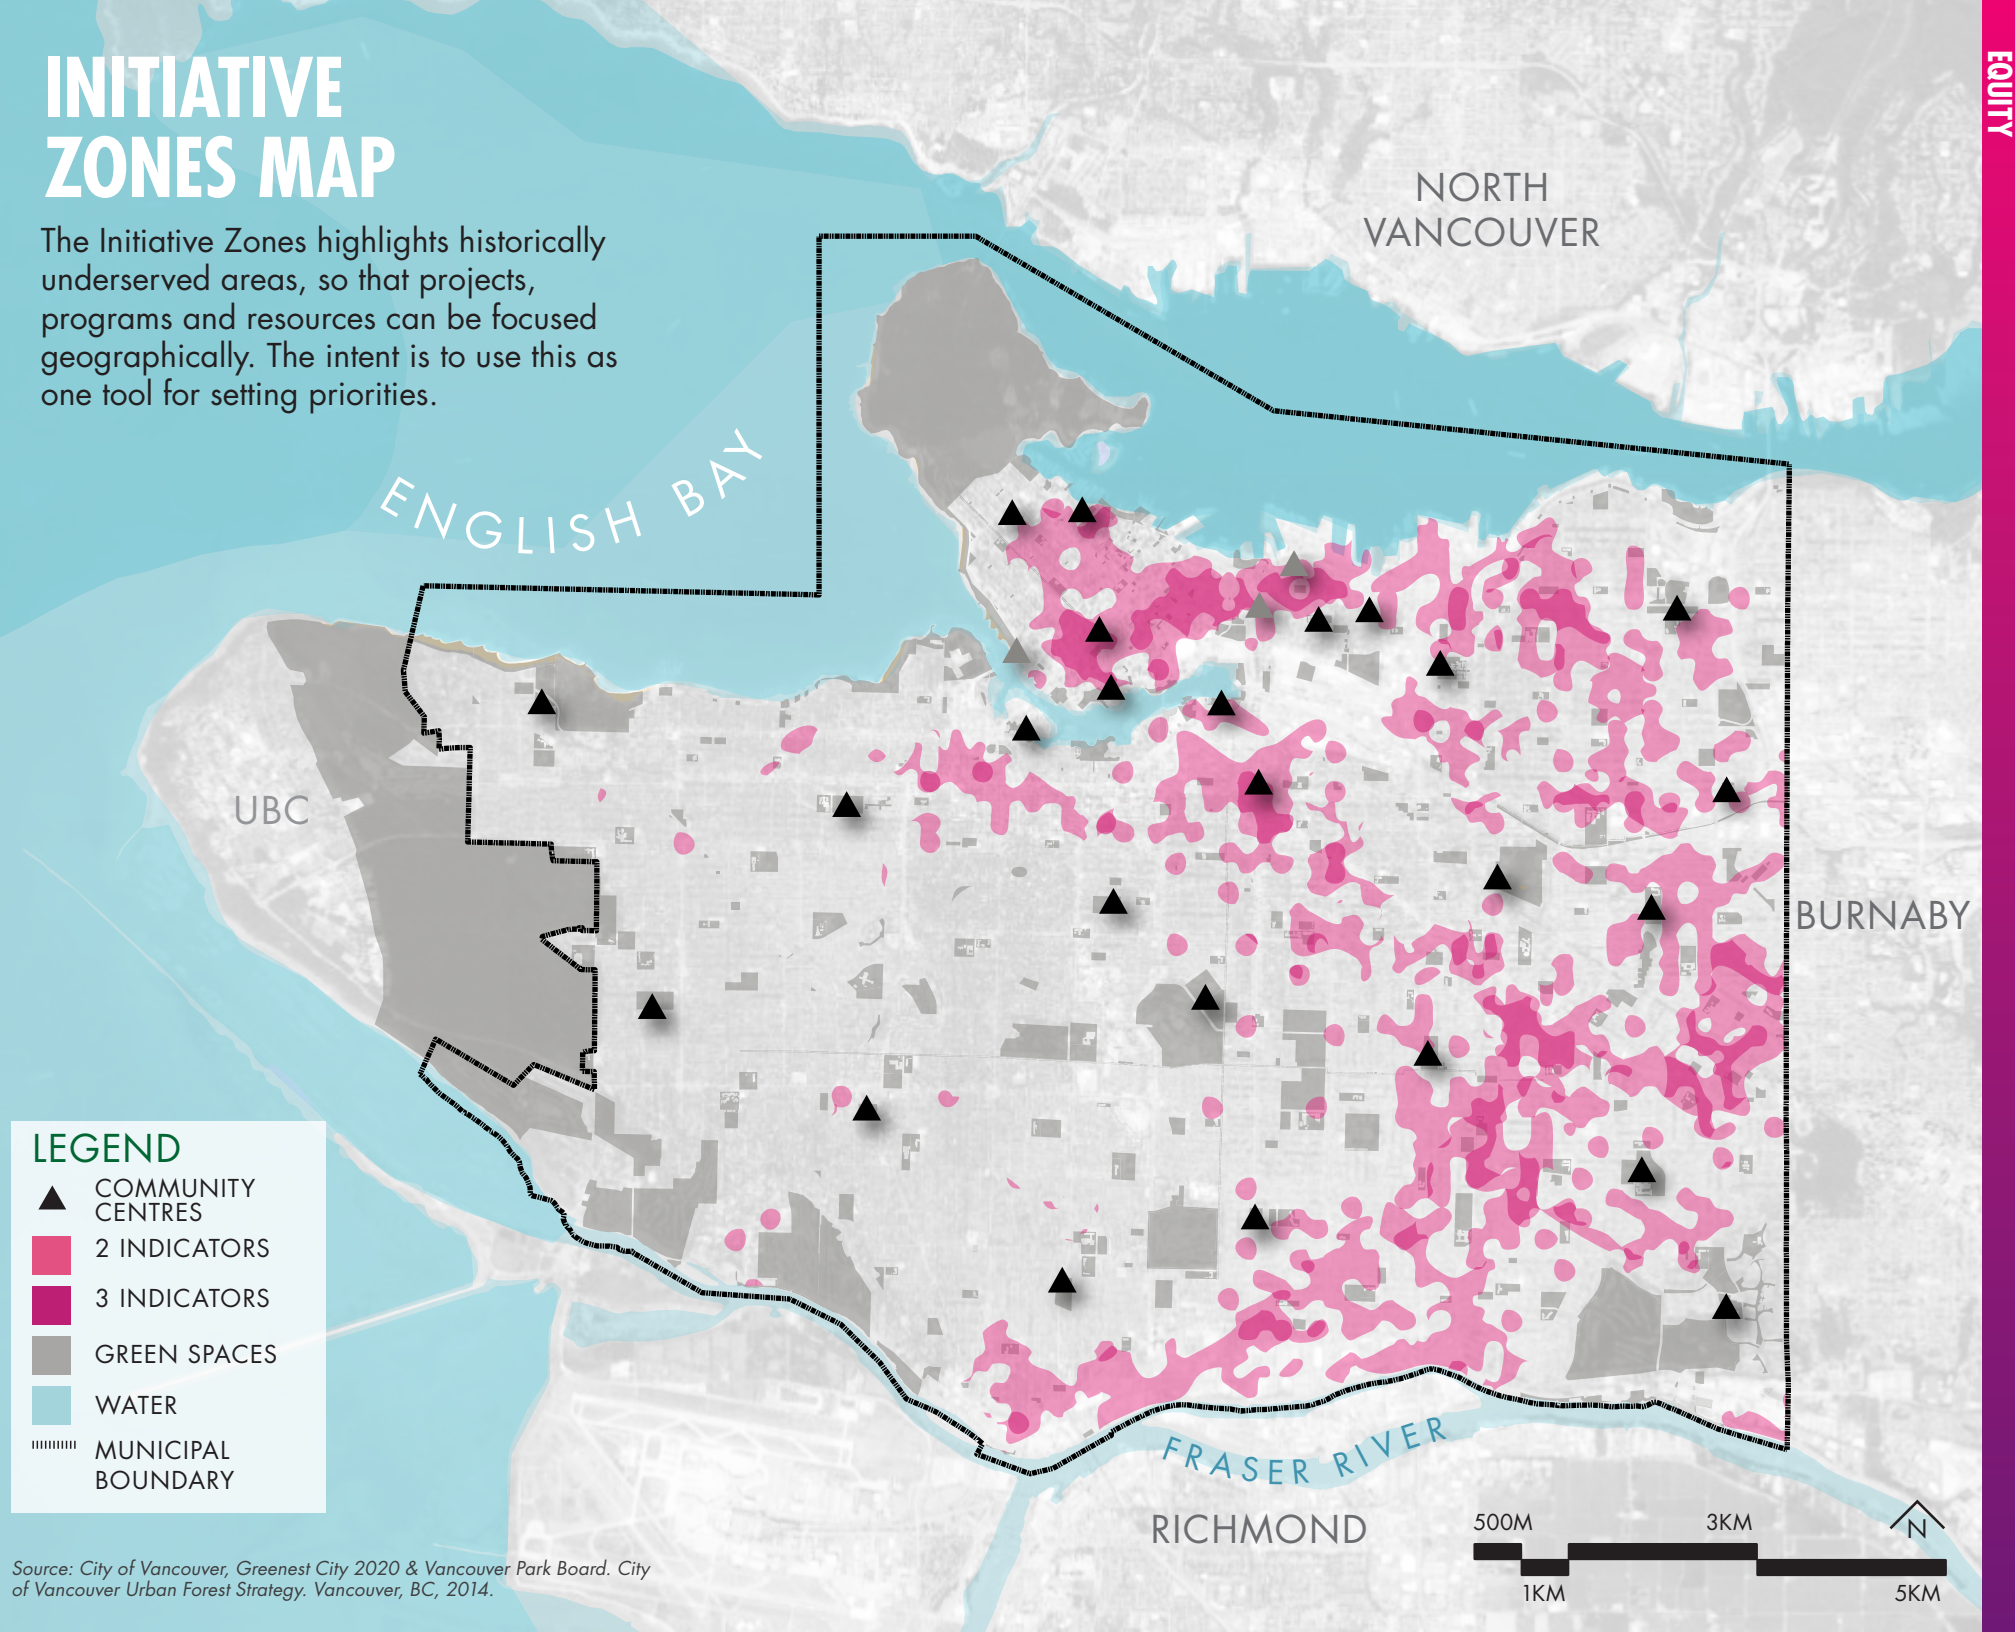 INITIATIVE
ZONES MAP
The Initiative Zones highlights historically
underserved areas, so that projects,
programs and resources can be focused
geographically. The intent is to use this as
one tool for setting priorities.
EQUITY
NORTH
VANCOUVER
ENGLISH BAY
UBC
BURNABY
LEGEND
COMMUNITY
CENTRES
2 INDICATORS
3 INDICATORS
GREEN SPACES
WATER
MUNICIPAL
BOUNDARY
FRASER RIVER
RICHMOND
500M
3KM
N
1KM
5KM
Source: City of Vancouver, Greenest City 2020 & Vancouver Park Board. City
of Vancouver Urban Forest Strategy. Vancouver, BC, 2014.